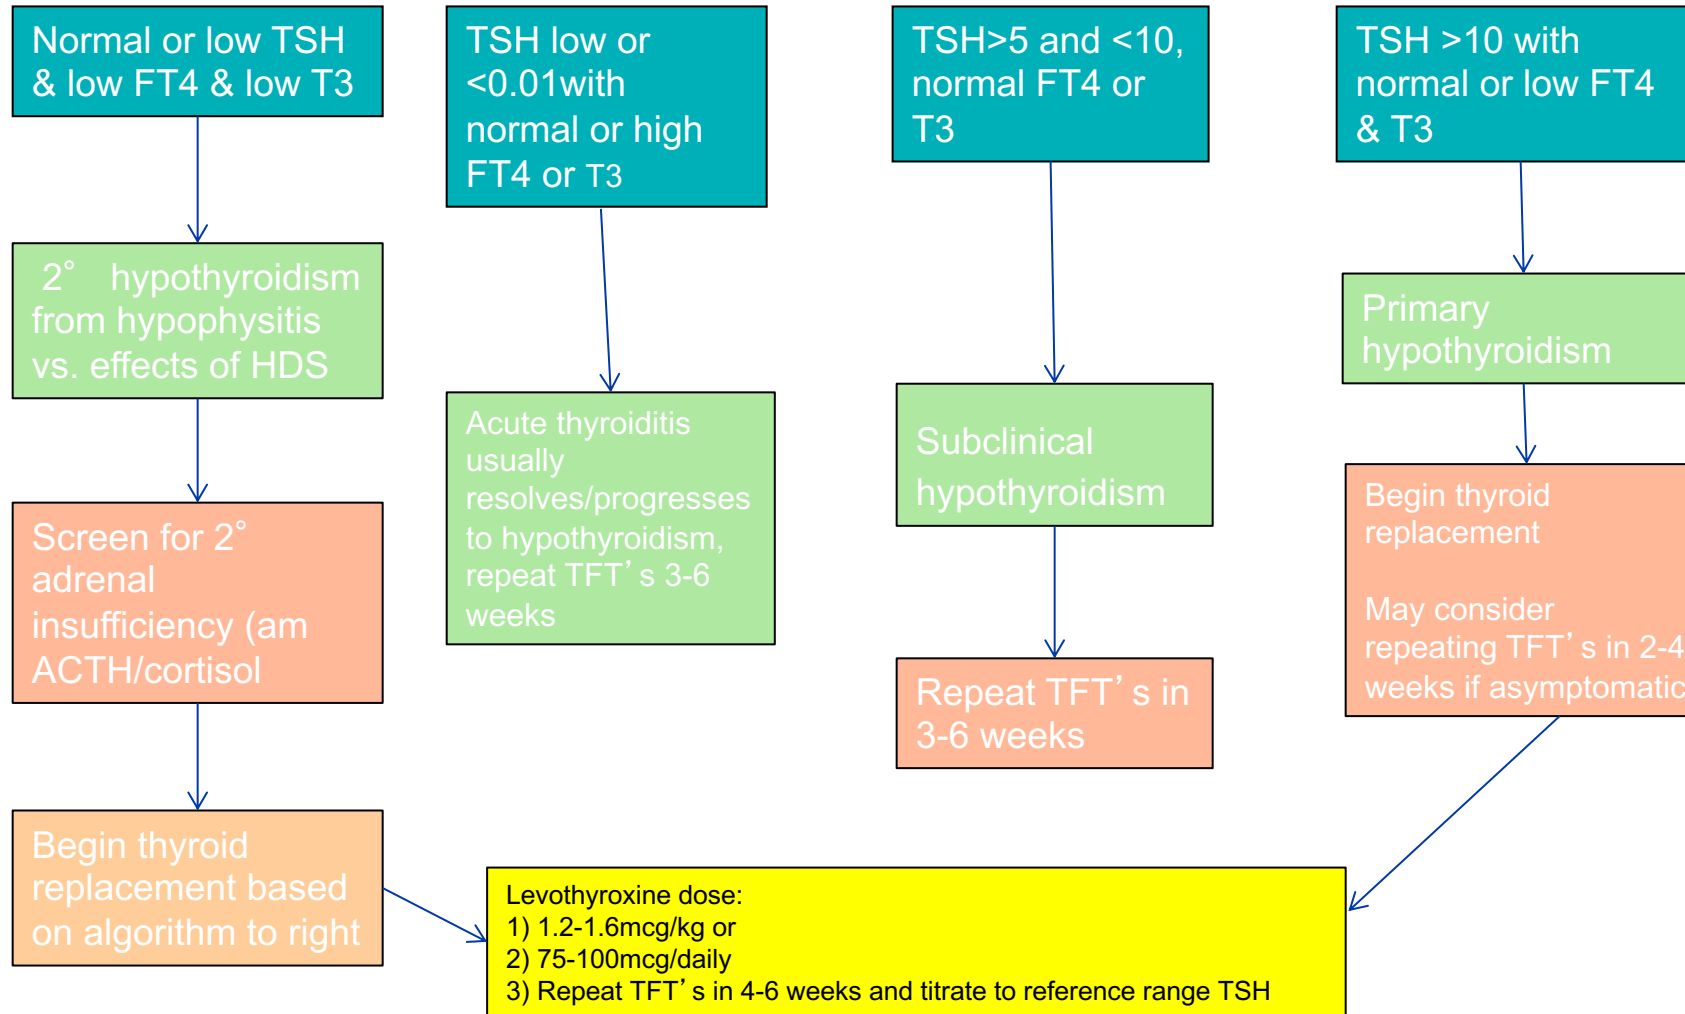 Normal or low TSH
& low FT4 & low T3
2° hypothyroidism
from hypophysitis
vs. effects of HDS
Screen for 2°
adrenal
insufficiency (am
ACTH/cortisol
Begin thyroid
replacement based
on algorithm to right
TSH low or
<0.01with
normal or high
FT4 or T3
Acute thyroiditis
usually
resolves/progresses
to hypothyroidism,
repeat TFT’s 3-6
weeks
TSH>5 and <10,
normal FT4 or
T3
Subclinical
hypothyroidism
Repeat TFT’s in
3-6 weeks
TSH >10 with
normal or low FT4
& T3
Primary
hypothyroidism
Begin thyroid
replacement
May consider
repeating TFT’s in 2-4
weeks if asymptomatic
Levothyroxine dose:
1) 1.2-1.6mcg/kg or
2) 75-100mcg/daily
3) Repeat TFT’s in 4-6 weeks and titrate to reference range TSH